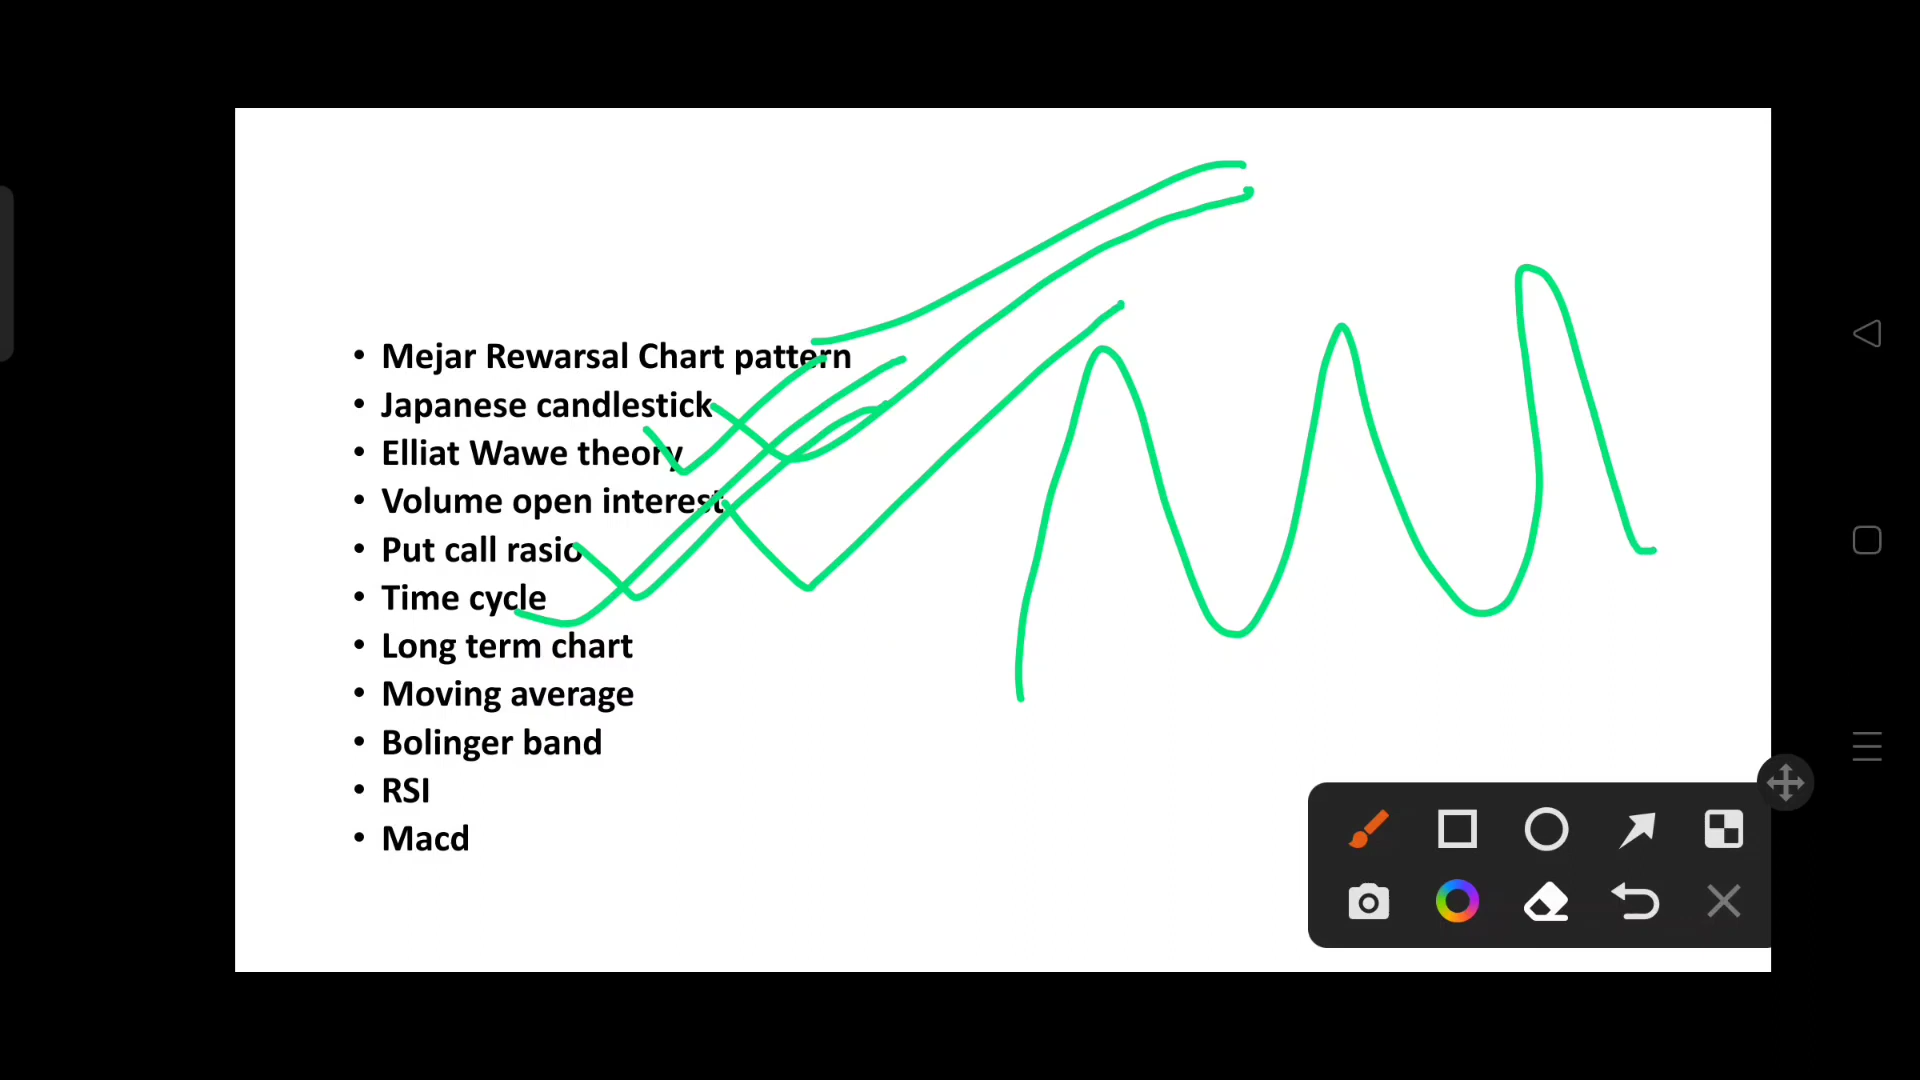 • Mejar Rewarsal Chart pattern
• Japanese candlestick
• Elliat Wawe theory
• Volume open interest
• Put call rasio
• Time cycle
• Long term chart
• Moving average
• Bolinger band
• RSI
• Macd